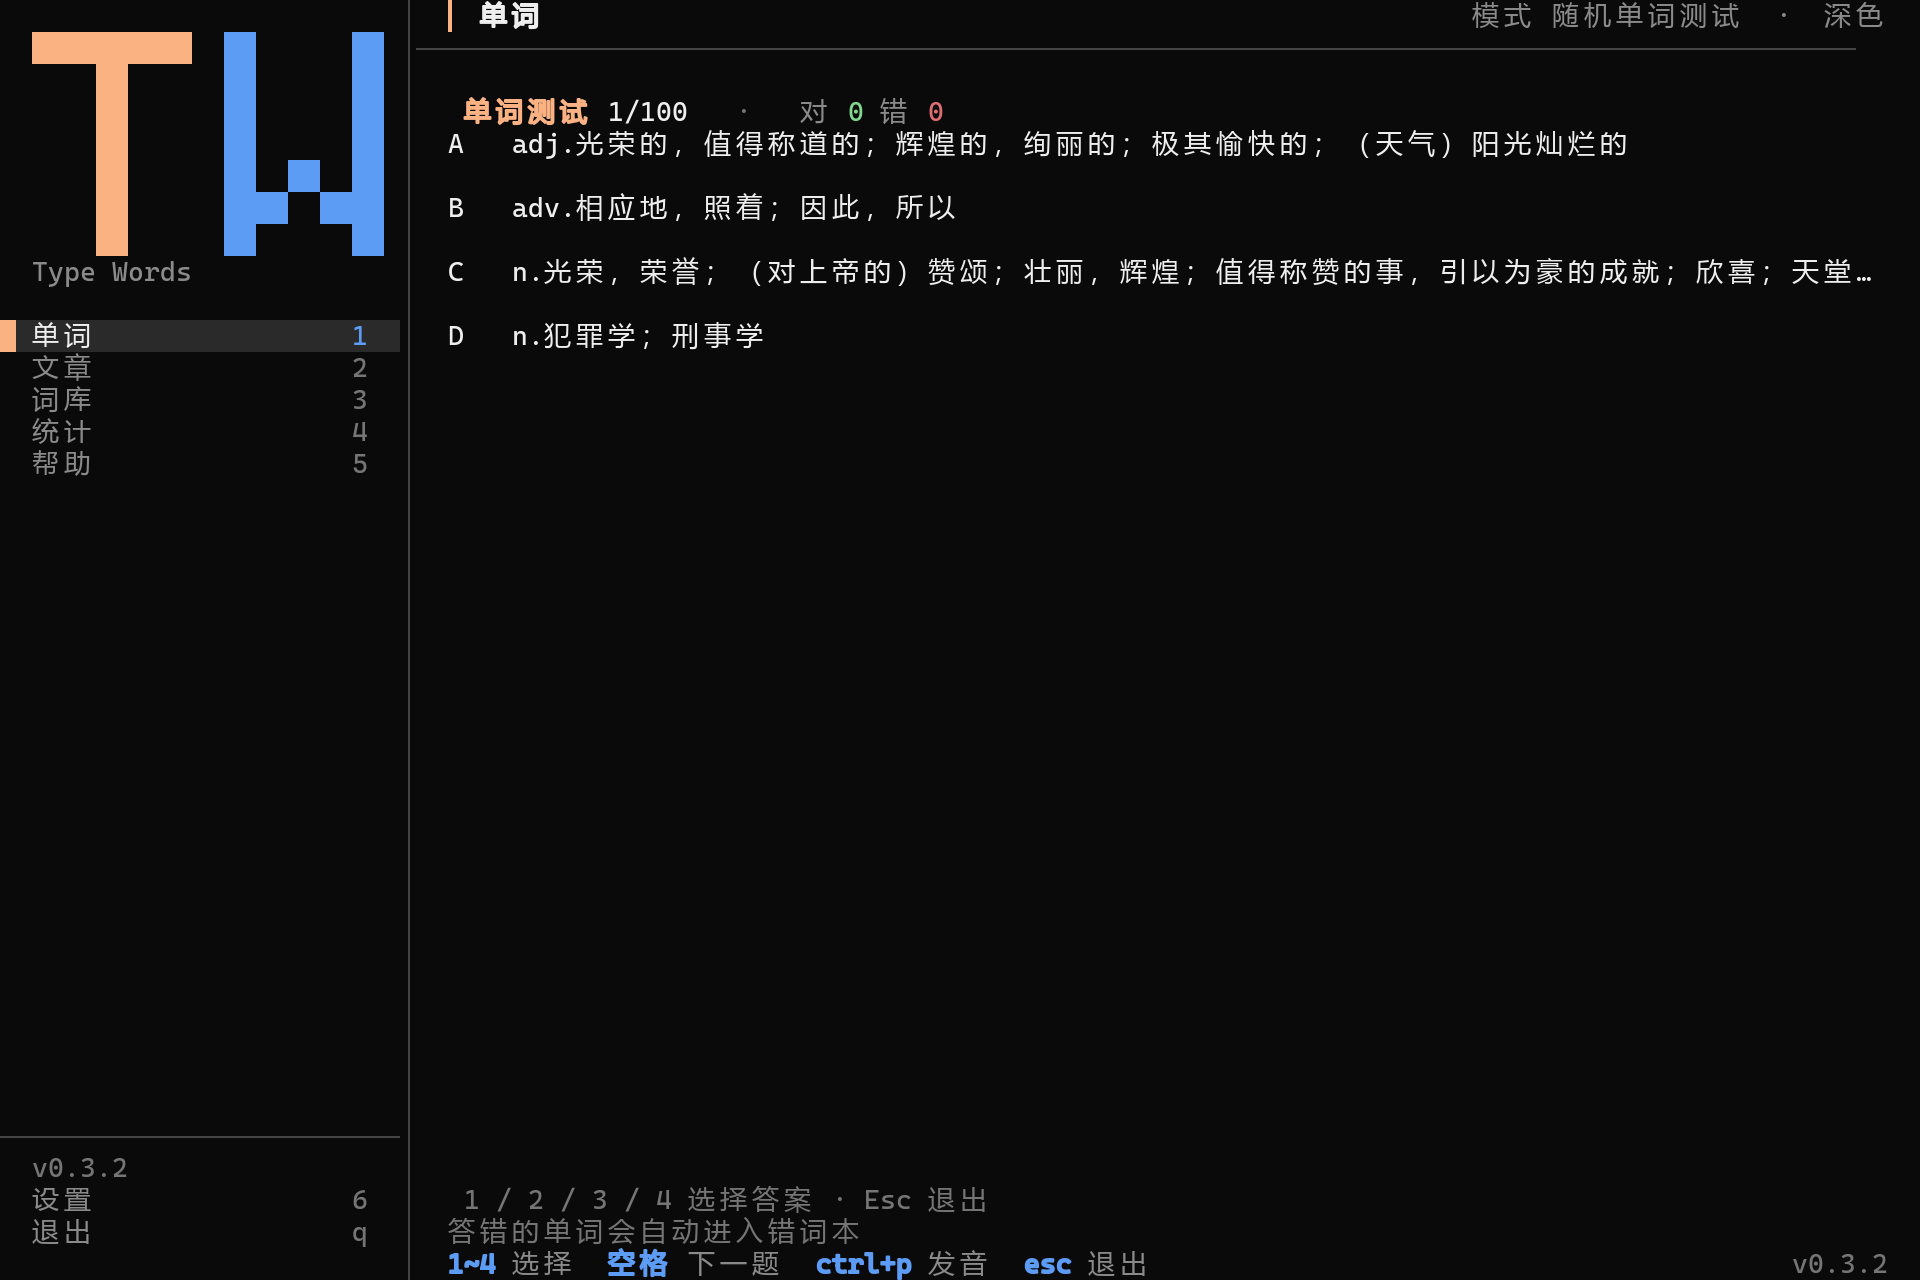 TW
Type Words
单词 1
文章 2
词库 3
统计 4
帮助 5
v0.3.2
设置 6
退出 q
单词 模式 随机单词测试 · 深色
单词测试 1/100 · 对 0 错 0
A adj.光荣的，值得称道的；辉煌的，绚丽的；极其愉快的；（天气）阳光灿烂的
B adv.相应地，照着；因此，所以
C n.光荣，荣誉；（对上帝的）赞颂；壮丽，辉煌；值得称赞的事，引以为豪的成就；欣喜；天堂…
D n.犯罪学；刑事学
1 / 2 / 3 / 4 选择答案 · Esc 退出
答错的单词会自动进入错词本
1~4 选择 空格 下一题 ctrl+p 发音 esc 退出 v0.3.2